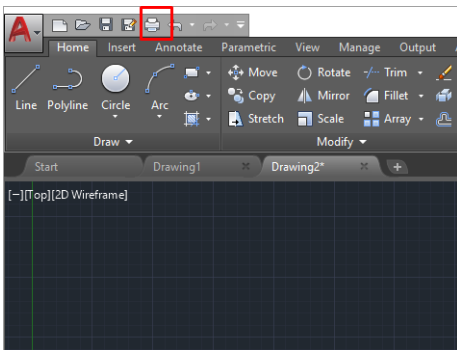 A
Home Insert Annotate Parametric View Manage Output
Line Polyline Circle Arc
Move Rotate Trim
Copy Mirror Fillet
Stretch Scale Array
Draw Modify
Start Drawing1 Drawing2*
[−][Top][2D Wireframe]